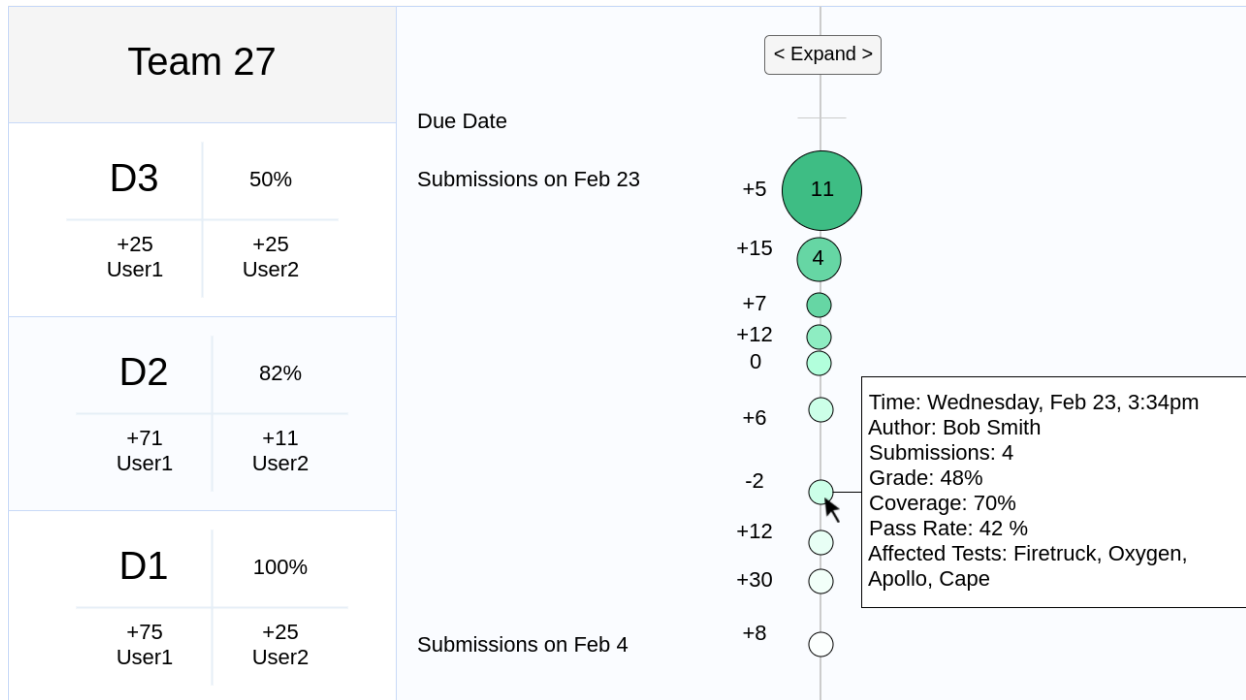 Team 27
D3
50%
+25
User1
+25
User2
D2
82%
+71
User1
+11
User2
D1
100%
+75
User1
+25
User2
< Expand >
Due Date
Submissions on Feb 23
+5
11
+15
4
+7
+12
0
+6
-2
+12
+30
Submissions on Feb 4
+8
Time: Wednesday, Feb 23, 3:34pm
Author: Bob Smith
Submissions: 4
Grade: 48%
Coverage: 70%
Pass Rate: 42 %
Affected Tests: Firetruck, Oxygen,
Apollo, Cape